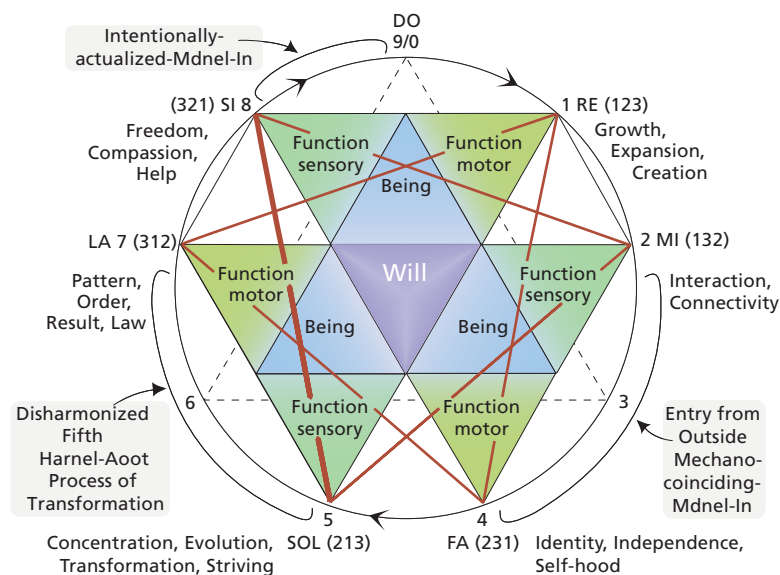 DO
9/0
Intentionally-
actualized-Mdnel-In
(321) SI 8
1 RE (123)
Freedom,
Compassion,
Help
Function
sensory
Function
motor
Growth,
Expansion,
Creation
Being
LA 7 (312)
2 MI (132)
Pattern,
Order,
Result, Law
Function
motor
Will
Function
sensory
Interaction,
Connectivity
Being
Being
6
3
Disharmonized
Fifth
Harnel-Aoot
Process of
Transformation
Function
sensory
Function
motor
Entry from
Outside
Mechano-
coinciding-
Mdnel-In
5
4
Concentration, Evolution,
Transformation, Striving
SOL (213)
FA (231)
Identity, Independence,
Self-hood